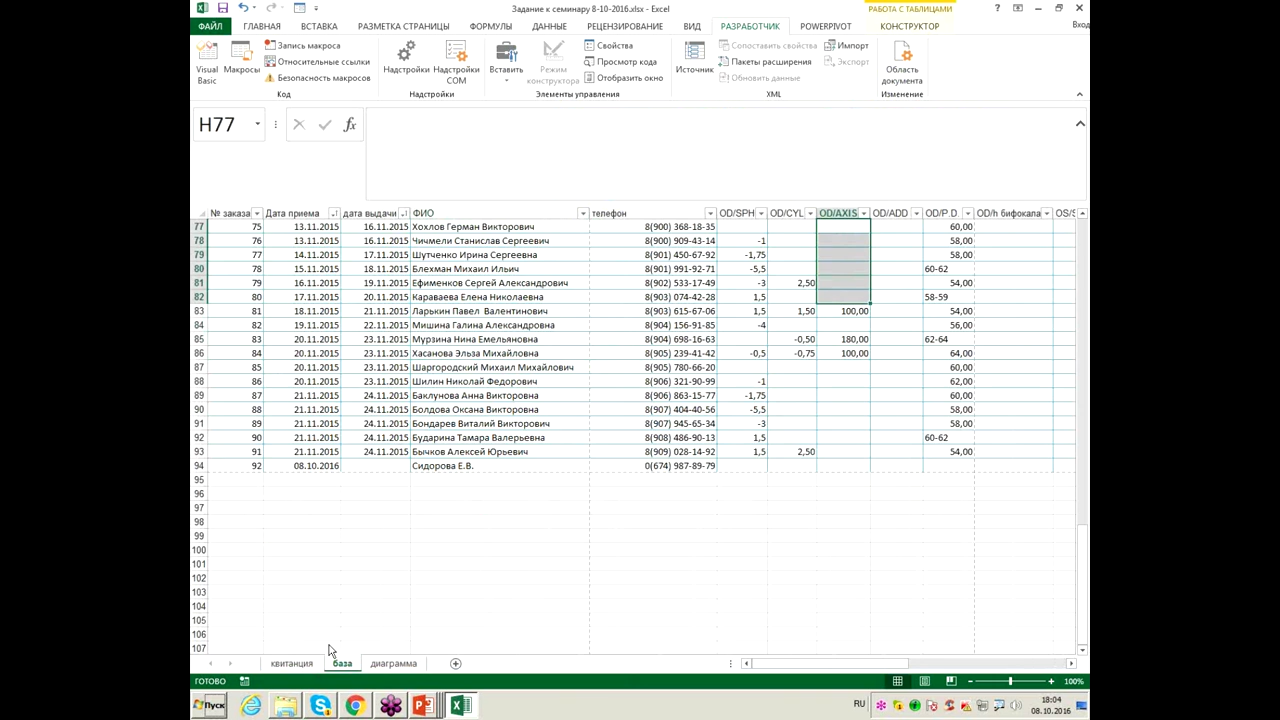 Задание к семинару 8-10-2016.xlsx - Excel
РАБОТА С ТАБЛИЦАМИ
ФАЙЛ ГЛАВНАЯ ВСТАВКА РАЗМЕТКА СТРАНИЦЫ ФОРМУЛЫ ДАННЫЕ РЕЦЕНЗИРОВАНИЕ ВИД РАЗРАБОТЧИК POWERPIVOT КОНСТРУКТОР Вход
Visual Basic
Макросы
Запись макроса
Относительные ссылки
Безопасность макросов
Код
Надстройки
Надстройки COM
Надстройки
Вставить
Режим конструктора
Свойства
Просмотр кода
Отобразить окно
Элементы управления
Источник
Сопоставить свойства
Пакеты расширения
Обновить данные
Импорт
Экспорт
XML
Область документа
Изменение
H77
fx
№ заказа Дата приема дата выдачи ФИО телефон OD/SPH OD/CYL OD/AXIS OD/ADD OD/P.D. OD/h бифокала OS/S
77 75 13.11.2015 16.11.2015 Хохлов Герман Викторович 8(900) 368-18-35 60,00
78 76 13.11.2015 16.11.2015 Чичмели Станислав Сергеевич 8(900) 909-43-14 -1 58,00
79 77 14.11.2015 17.11.2015 Шутченко Ирина Сергеевна 8(901) 450-67-92 -1,75 58,00
80 78 15.11.2015 18.11.2015 Блехман Михаил Ильич 8(901) 991-92-71 -5,5 60-62
81 79 16.11.2015 19.11.2015 Ефименков Сергей Александрович 8(902) 533-17-49 -3 2,50 54,00
82 80 17.11.2015 20.11.2015 Караваева Елена Николаевна 8(903) 074-42-28 1,5 58-59
83 81 18.11.2015 21.11.2015 Ларькин Павел Валентинович 8(903) 615-67-06 1,5 1,50 100,00 54,00
84 82 19.11.2015 22.11.2015 Мишина Галина Александровна 8(904) 156-91-85 -4 56,00
85 83 20.11.2015 23.11.2015 Мурзина Нина Емельяновна 8(904) 698-16-63 -0,50 180,00 62-64
86 84 20.11.2015 23.11.2015 Хасанова Эльза Михайловна 8(905) 239-41-42 -0,5 -0,75 100,00 64,00
87 85 20.11.2015 23.11.2015 Шаргородский Михаил Михайлович 8(905) 780-66-20 60,00
88 86 20.11.2015 23.11.2015 Шилин Николай Федорович 8(906) 321-90-99 -1 62,00
89 87 21.11.2015 24.11.2015 Баклунова Анна Викторовна 8(906) 863-15-77 -1,75 60,00
90 88 21.11.2015 24.11.2015 Болдова Оксана Викторовна 8(907) 404-40-56 -5,5 58,00
91 89 21.11.2015 24.11.2015 Бондарев Виталий Викторович 8(907) 945-65-34 -3 58,00
92 90 21.11.2015 24.11.2015 Бударина Тамара Валерьевна 8(908) 486-90-13 1,5 60-62
93 91 21.11.2015 24.11.2015 Бычков Алексей Юрьевич 8(909) 028-14-92 1,5 2,50 54,00
94 92 08.10.2016 Сидорова Е.В. 0(674) 987-89-79
95
96
97
98
99
100
101
102
103
104
105
106
107
квитанция база диаграмма
ГОТОВО 100%
Пуск RU 18:04
08.10.2016